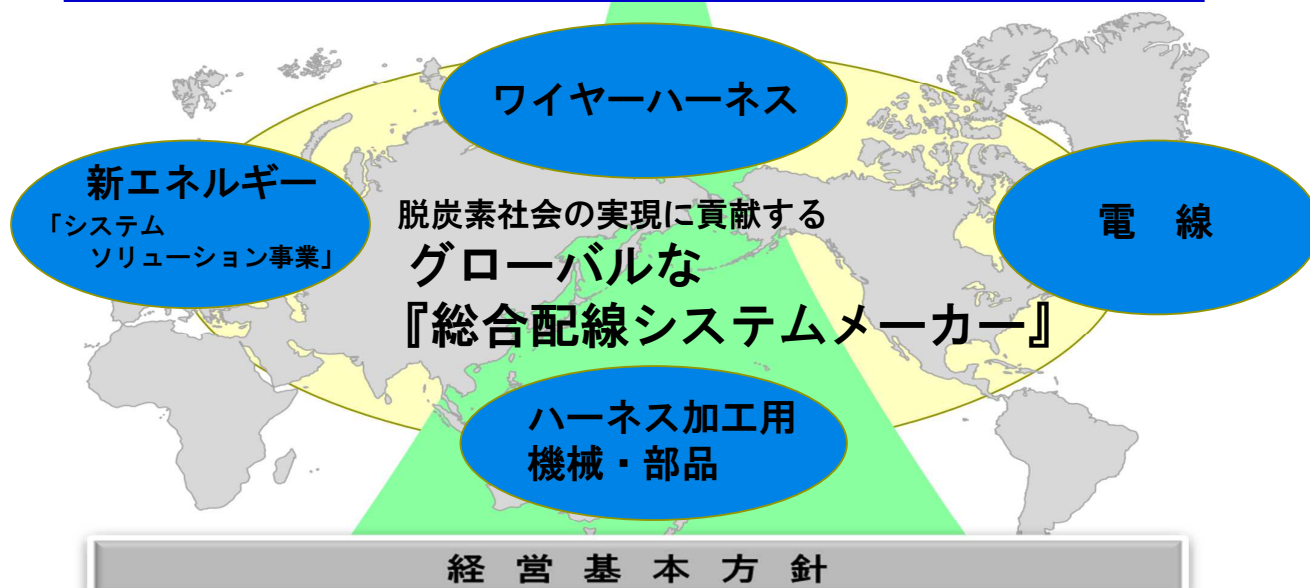 ワイヤーハーネス
新エネルギー
「システム
ソリューション事業」
電　線
脱炭素社会の実現に貢献する
グローバルな
『総合配線システムメーカー』
ハーネス加工用
機械・部品
経 営 基 本 方 針